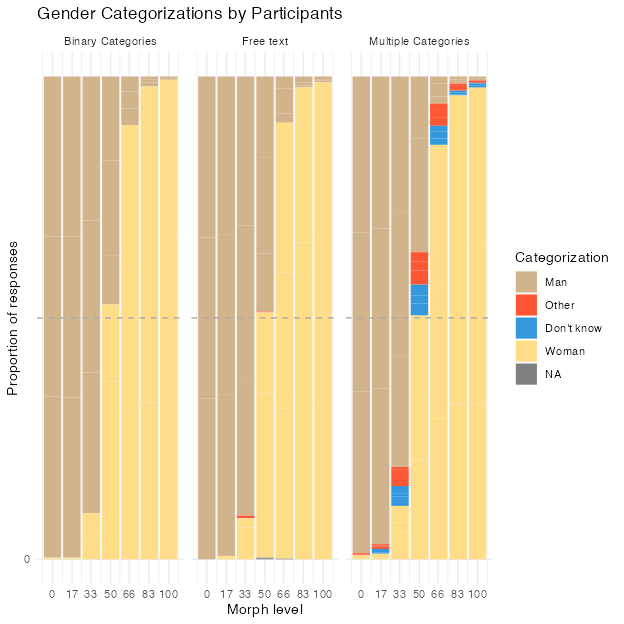 Gender Categorizations by Participants
Binary Categories
Free text
Multiple Categories
Proportion of responses
0
0 17 33 50 66 83 100
0 17 33 50 66 83 100
0 17 33 50 66 83 100
Morph level
Categorization
Man
Other
Don't know
Woman
NA